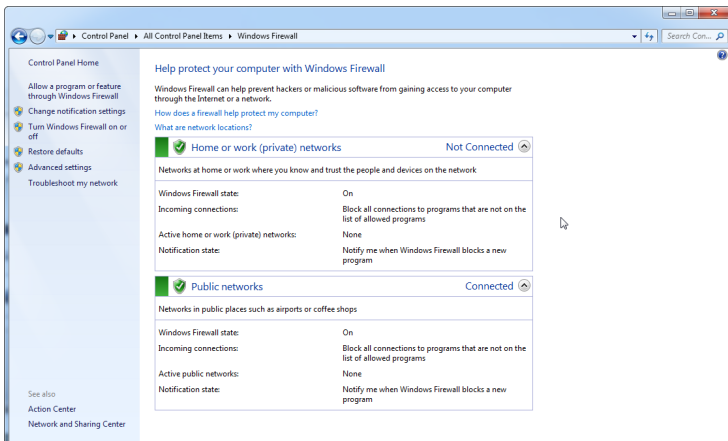 Control Panel ▸ All Control Panel Items ▸ Windows Firewall
Search Con...
Control Panel Home
Allow a program or feature
through Windows Firewall
Change notification settings
Turn Windows Firewall on or
off
Restore defaults
Advanced settings
Troubleshoot my network
See also
Action Center
Network and Sharing Center
Help protect your computer with Windows Firewall
Windows Firewall can help prevent hackers or malicious software from gaining access to your computer
through the Internet or a network.
How does a firewall help protect my computer?
What are network locations?
Home or work (private) networks Not Connected
Networks at home or work where you know and trust the people and devices on the network
Windows Firewall state: On
Incoming connections: Block all connections to programs that are not on the
list of allowed programs
Active home or work (private) networks: None
Notification state: Notify me when Windows Firewall blocks a new
program
Public networks Connected
Networks in public places such as airports or coffee shops
Windows Firewall state: On
Incoming connections: Block all connections to programs that are not on the
list of allowed programs
Active public networks: None
Notification state: Notify me when Windows Firewall blocks a new
program